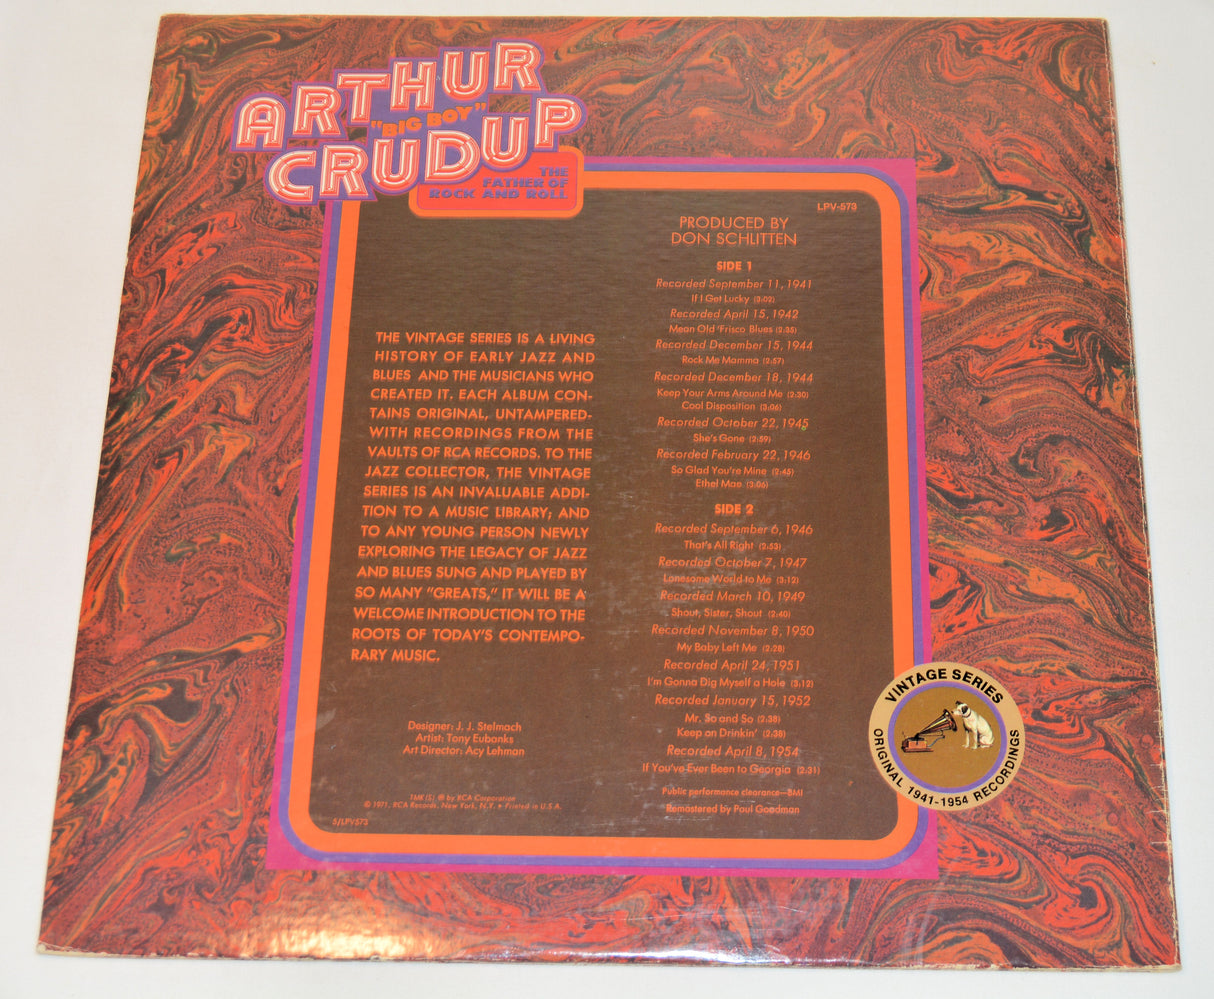 ARTHUR
"BIG BOY"
CRUDUP
THE
FATHER OF
ROCK AND ROLL
LPV-573
THE VINTAGE SERIES IS A LIVING
HISTORY OF EARLY JAZZ AND
BLUES AND THE MUSICIANS WHO
CREATED IT. EACH ALBUM CON-
TAINS ORIGINAL, UNTAMPERED-
WITH RECORDINGS FROM THE
VAULTS OF RCA RECORDS. TO THE
JAZZ COLLECTOR, THE VINTAGE
SERIES IS AN INVALUABLE ADDI-
TION TO A MUSIC LIBRARY; AND
TO ANY YOUNG PERSON NEWLY
EXPLORING THE LEGACY OF JAZZ
AND BLUES SUNG AND PLAYED BY
SO MANY "GREATS," IT WILL BE A
WELCOME INTRODUCTION TO THE
ROOTS OF TODAY'S CONTEMPO-
RARY MUSIC.
Designer: J. J. Stelmach
Artist: Tony Eubanks
Art Director: Acy Lehman
TMK(S) ® by RCA Corporation
© 1971, RCA Records, New York, N.Y. • Printed in U.S.A.
5/LPV573
PRODUCED BY
DON SCHLITTEN
SIDE 1
Recorded September 11, 1941
If I Get Lucky (3:02)
Recorded April 15, 1942
Mean Old 'Frisco Blues (2:35)
Recorded December 15, 1944
Rock Me Mamma (2:57)
Recorded December 18, 1944
Keep Your Arms Around Me (2:30)
Cool Disposition (3:06)
Recorded October 22, 1945
She's Gone (2:59)
Recorded February 22, 1946
So Glad You're Mine (2:45)
Ethel Mae (3:06)
SIDE 2
Recorded September 6, 1946
That's All Right (2:53)
Recorded October 7, 1947
Lonesome World to Me (3:12)
Recorded March 10, 1949
Shout, Sister, Shout (2:40)
Recorded November 8, 1950
My Baby Left Me (2:28)
Recorded April 24, 1951
I'm Gonna Dig Myself a Hole (3:12)
Recorded January 15, 1952
Mr. So and So (2:38)
Keep on Drinkin' (2:38)
Recorded April 8, 1954
If You've Ever Been to Georgia (2:31)
Public performance clearance—BMI
Remastered by Paul Goodman
VINTAGE SERIES
ORIGINAL 1941-1954 RECORDINGS